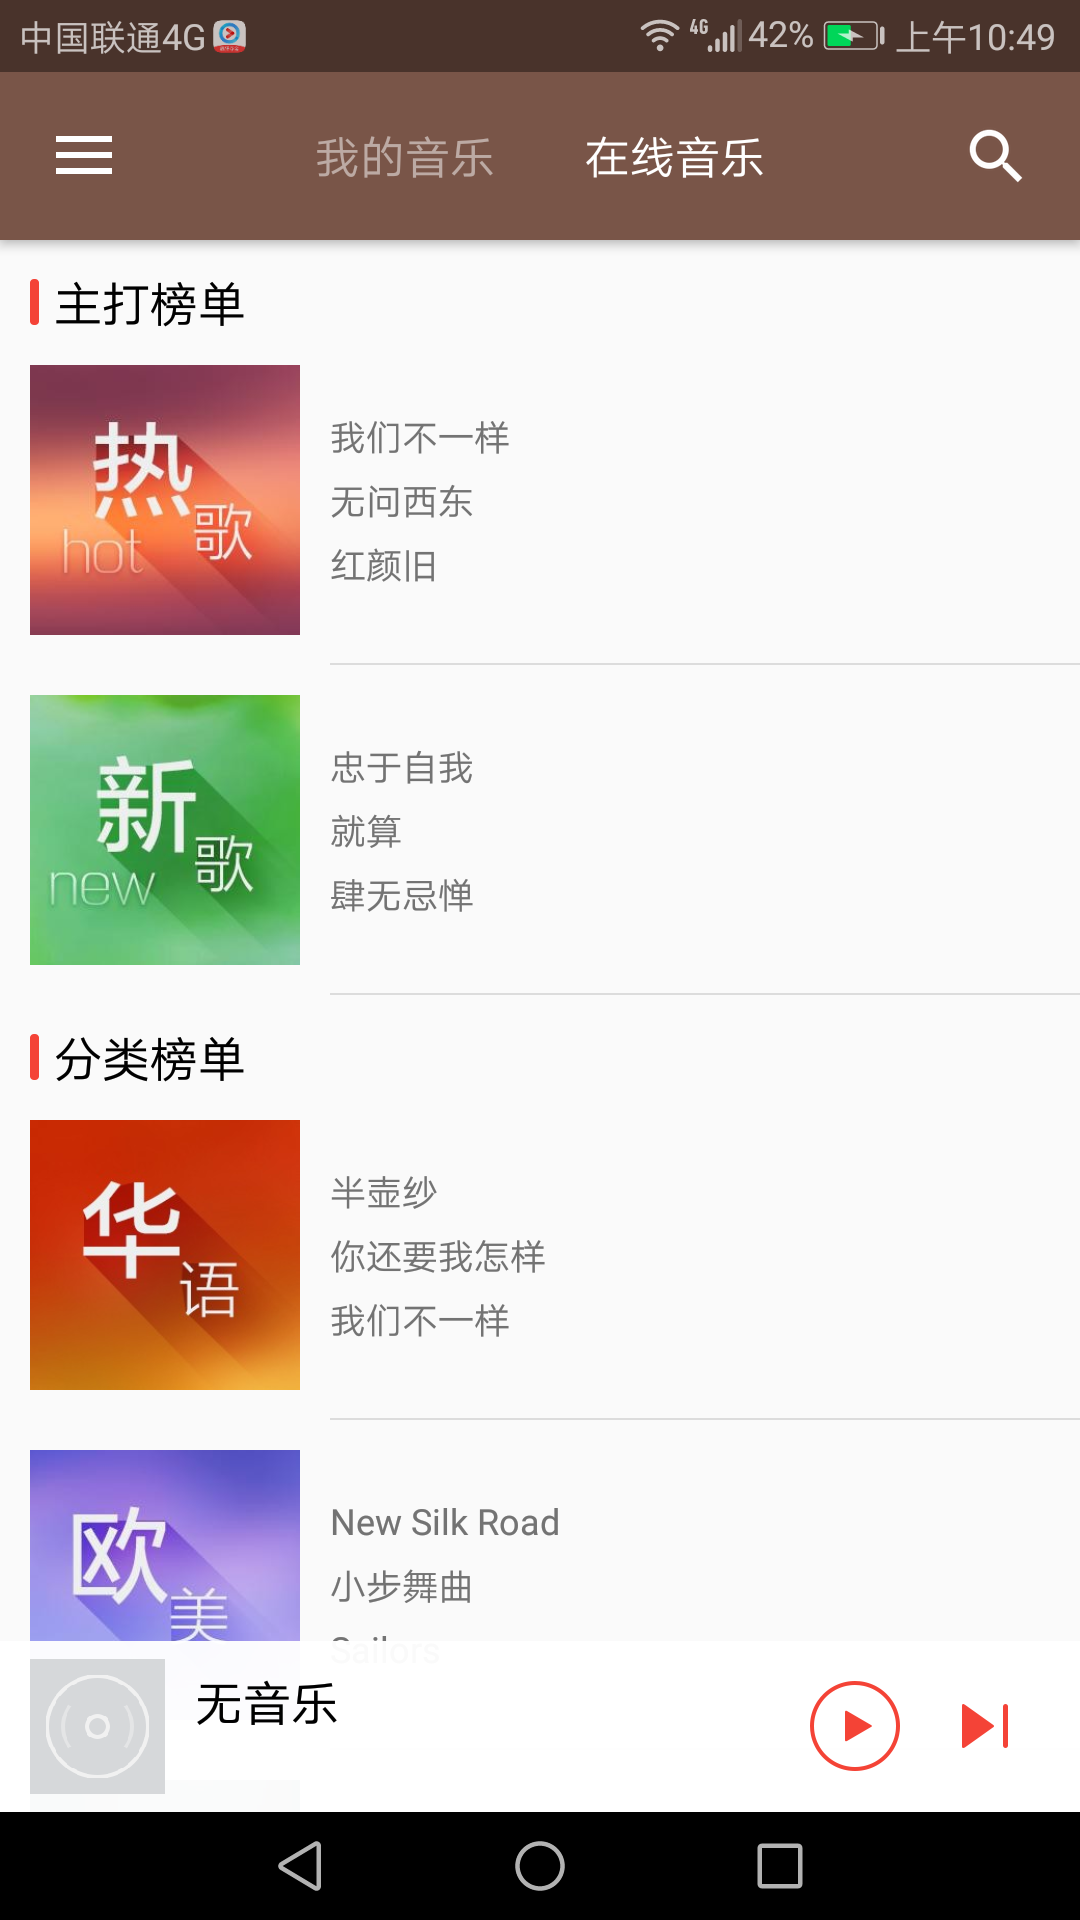 中国联通4G
4G
42%
上午10:49
我的音乐
在线音乐
主打榜单
热
歌
hot
我们不一样
无问西东
红颜旧
新
歌
new
忠于自我
就算
肆无忌惮
分类榜单
华
语
半壶纱
你还要我怎样
我们不一样
欧
美
New Silk Road
小步舞曲
Sailors
无音乐